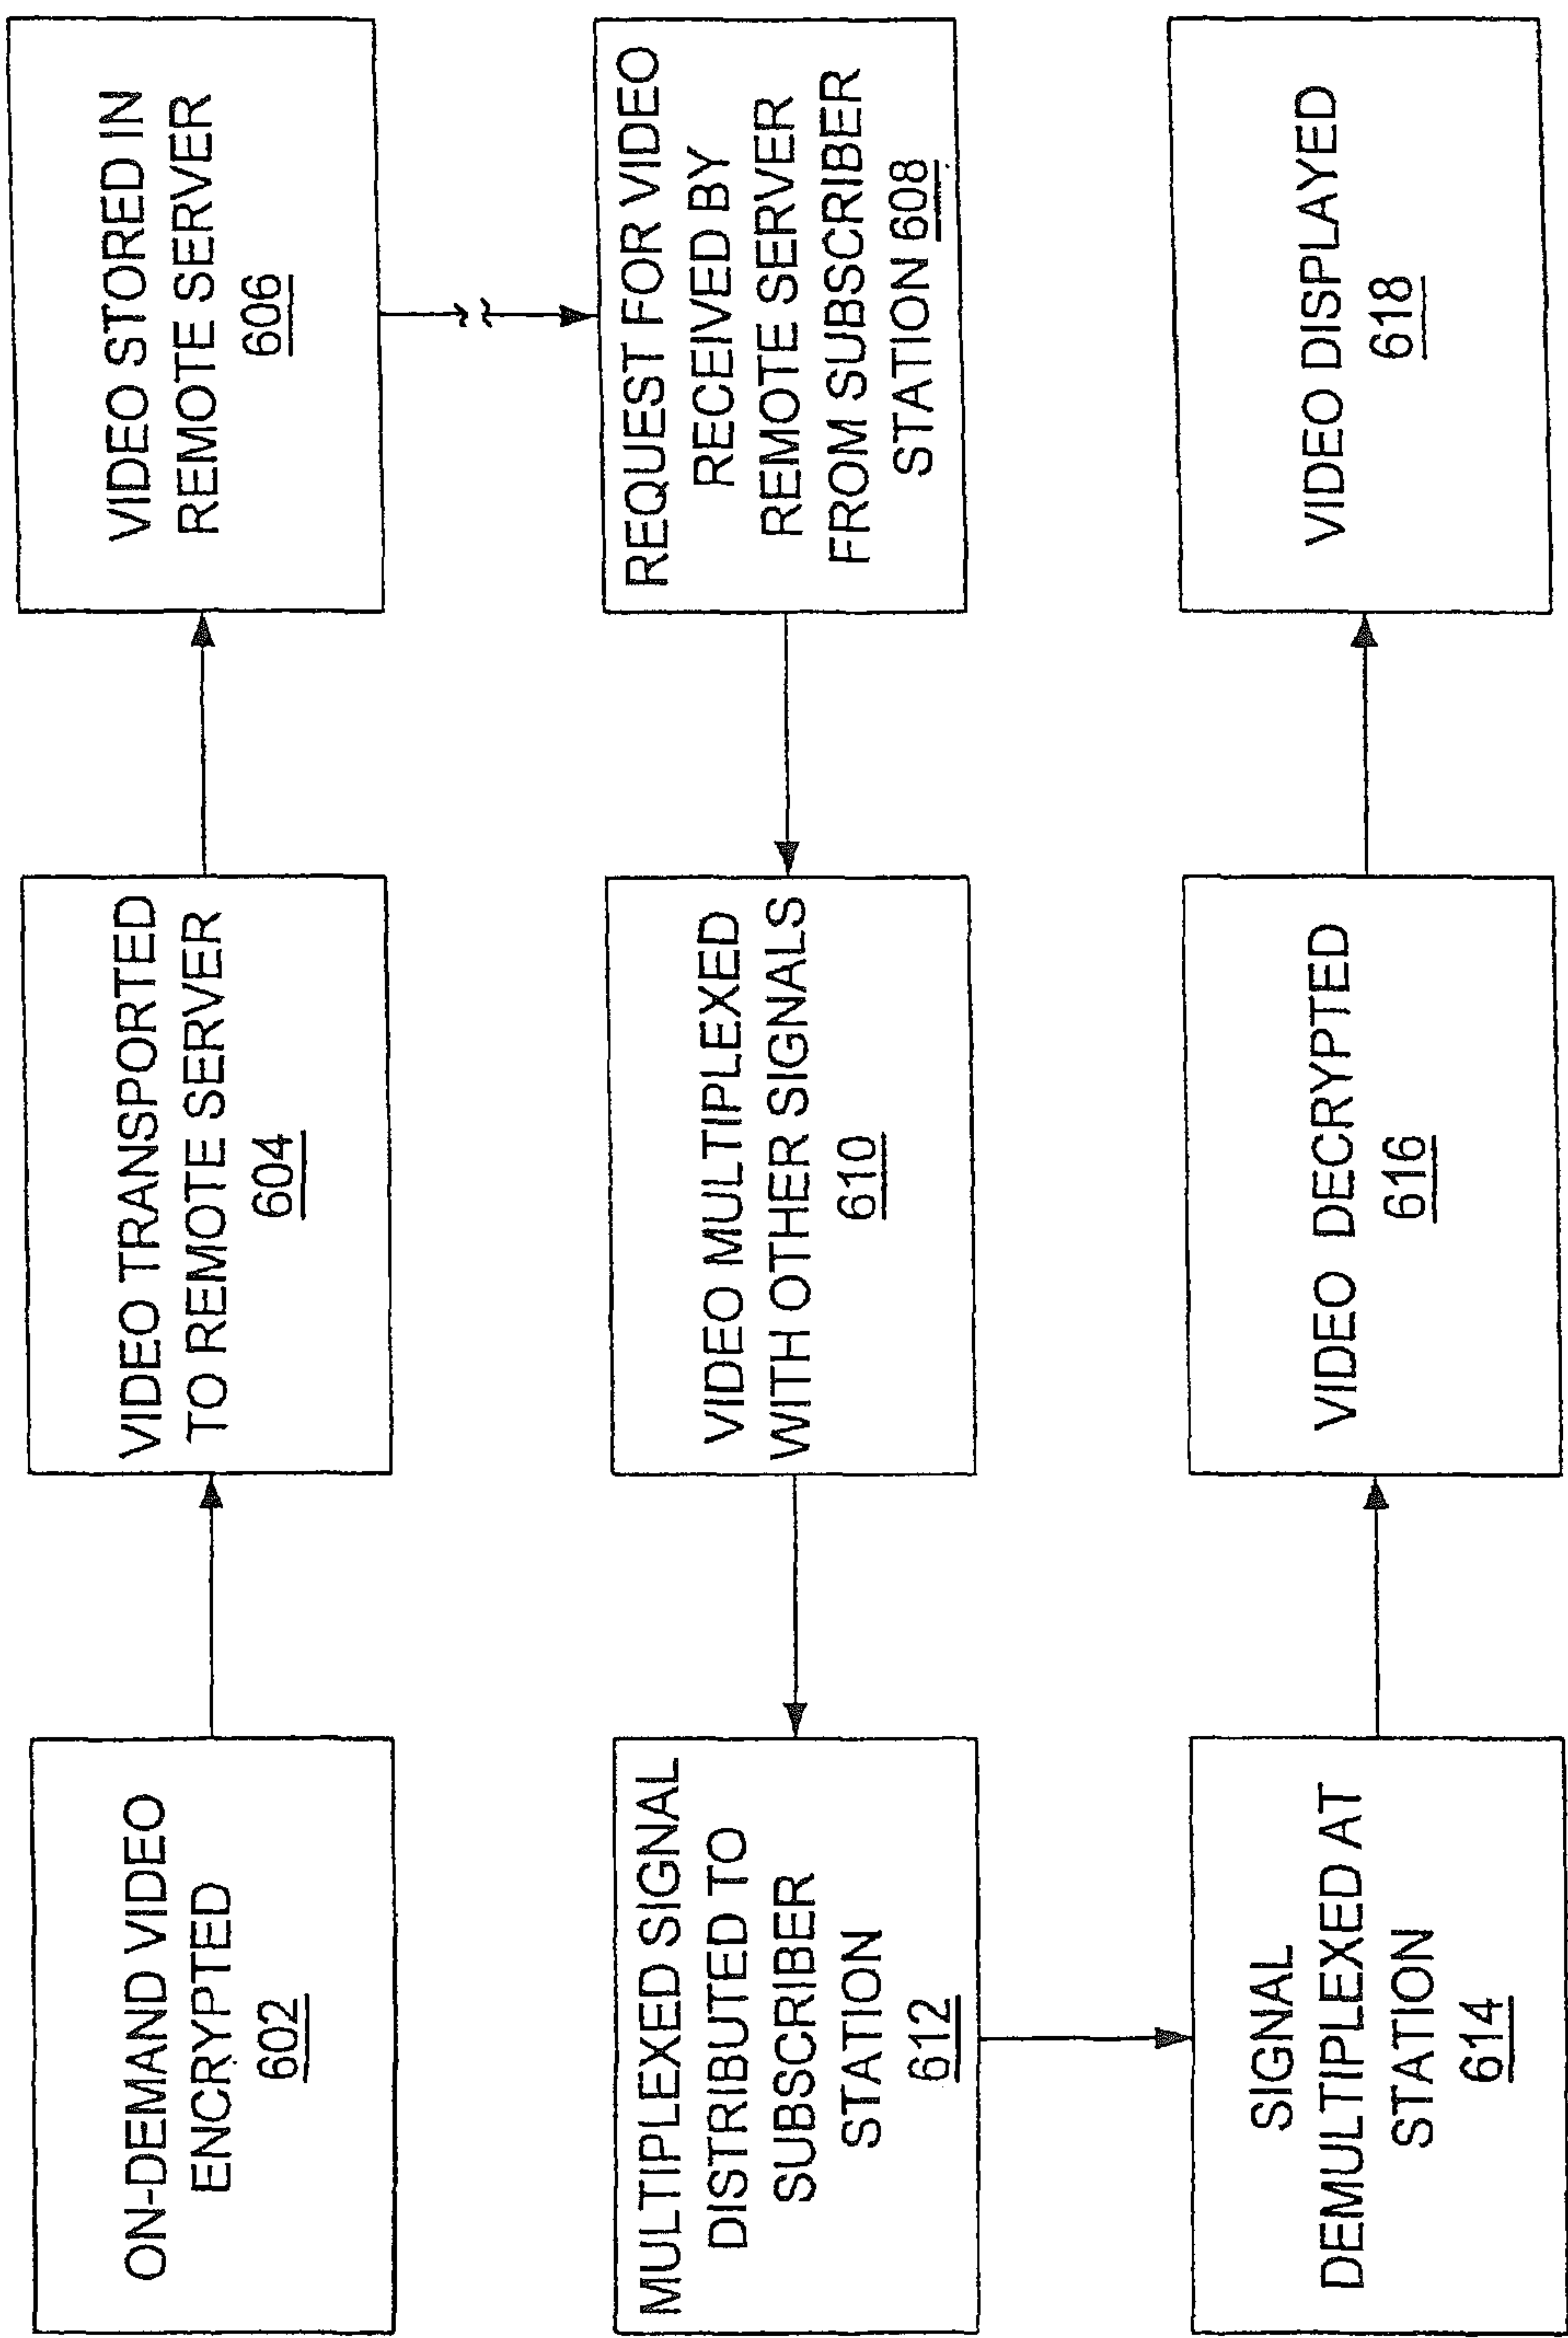 ON-DEMAND VIDEO
ENCRYPTED
602
VIDEO TRANSPORTED
TO REMOTE SERVER
604
VIDEO STORED IN
REMOTE SERVER
606
REQUEST FOR VIDEO
RECEIVED BY
REMOTE SERVER
FROM SUBSCRIBER
STATION 608
VIDEO MULTIPLEXED
WITH OTHER SIGNALS
610
MULTIPLEXED SIGNAL
DISTRIBUTED TO
SUBSCRIBER
STATION
612
SIGNAL
DEMULTIPLEXED AT
STATION
614
VIDEO DECRYPTED
616
VIDEO DISPLAYED
618